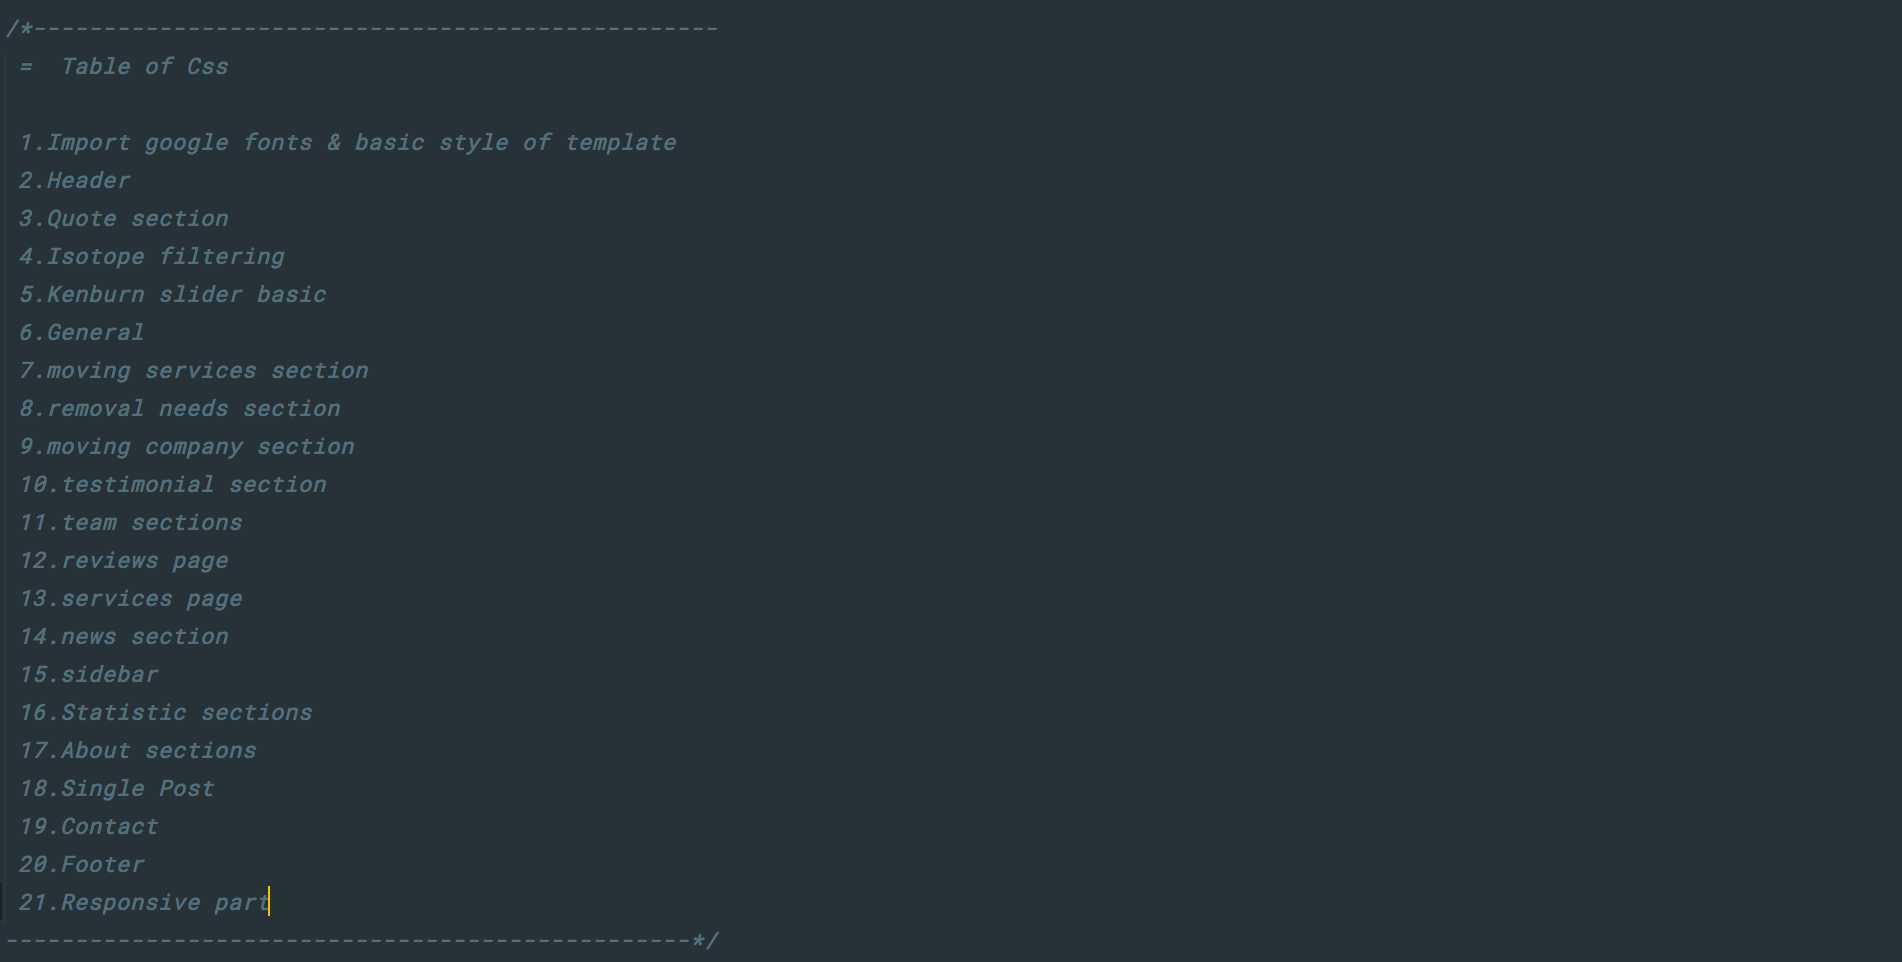 /*-------------------------------------------------
=  Table of Css
1.Import google fonts & basic style of template
2.Header
3.Quote section
4.Isotope filtering
5.Kenburn slider basic
6.General
7.moving services section
8.removal needs section
9.moving company section
10.testimonial section
11.team sections
12.reviews page
13.services page
14.news section
15.sidebar
16.Statistic sections
17.About sections
18.Single Post
19.Contact
20.Footer
21.Responsive part
-------------------------------------------------*/